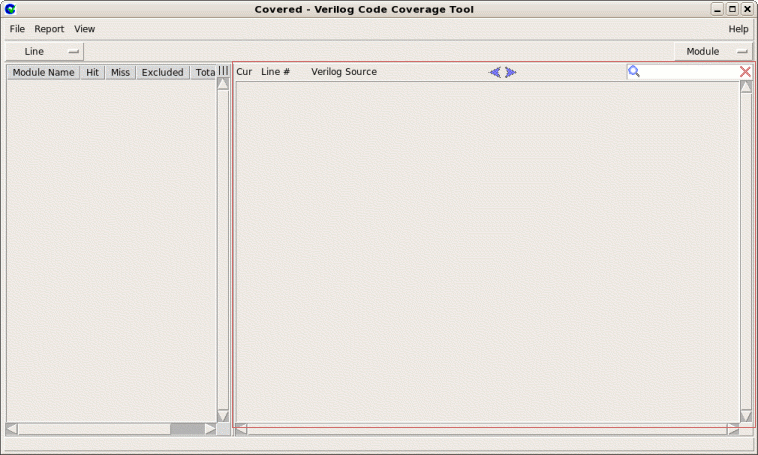 Covered - Verilog Code Coverage Tool
File Report View Help
Line Module
Module Name Hit Miss Excluded Tota
Cur Line # Verilog Source